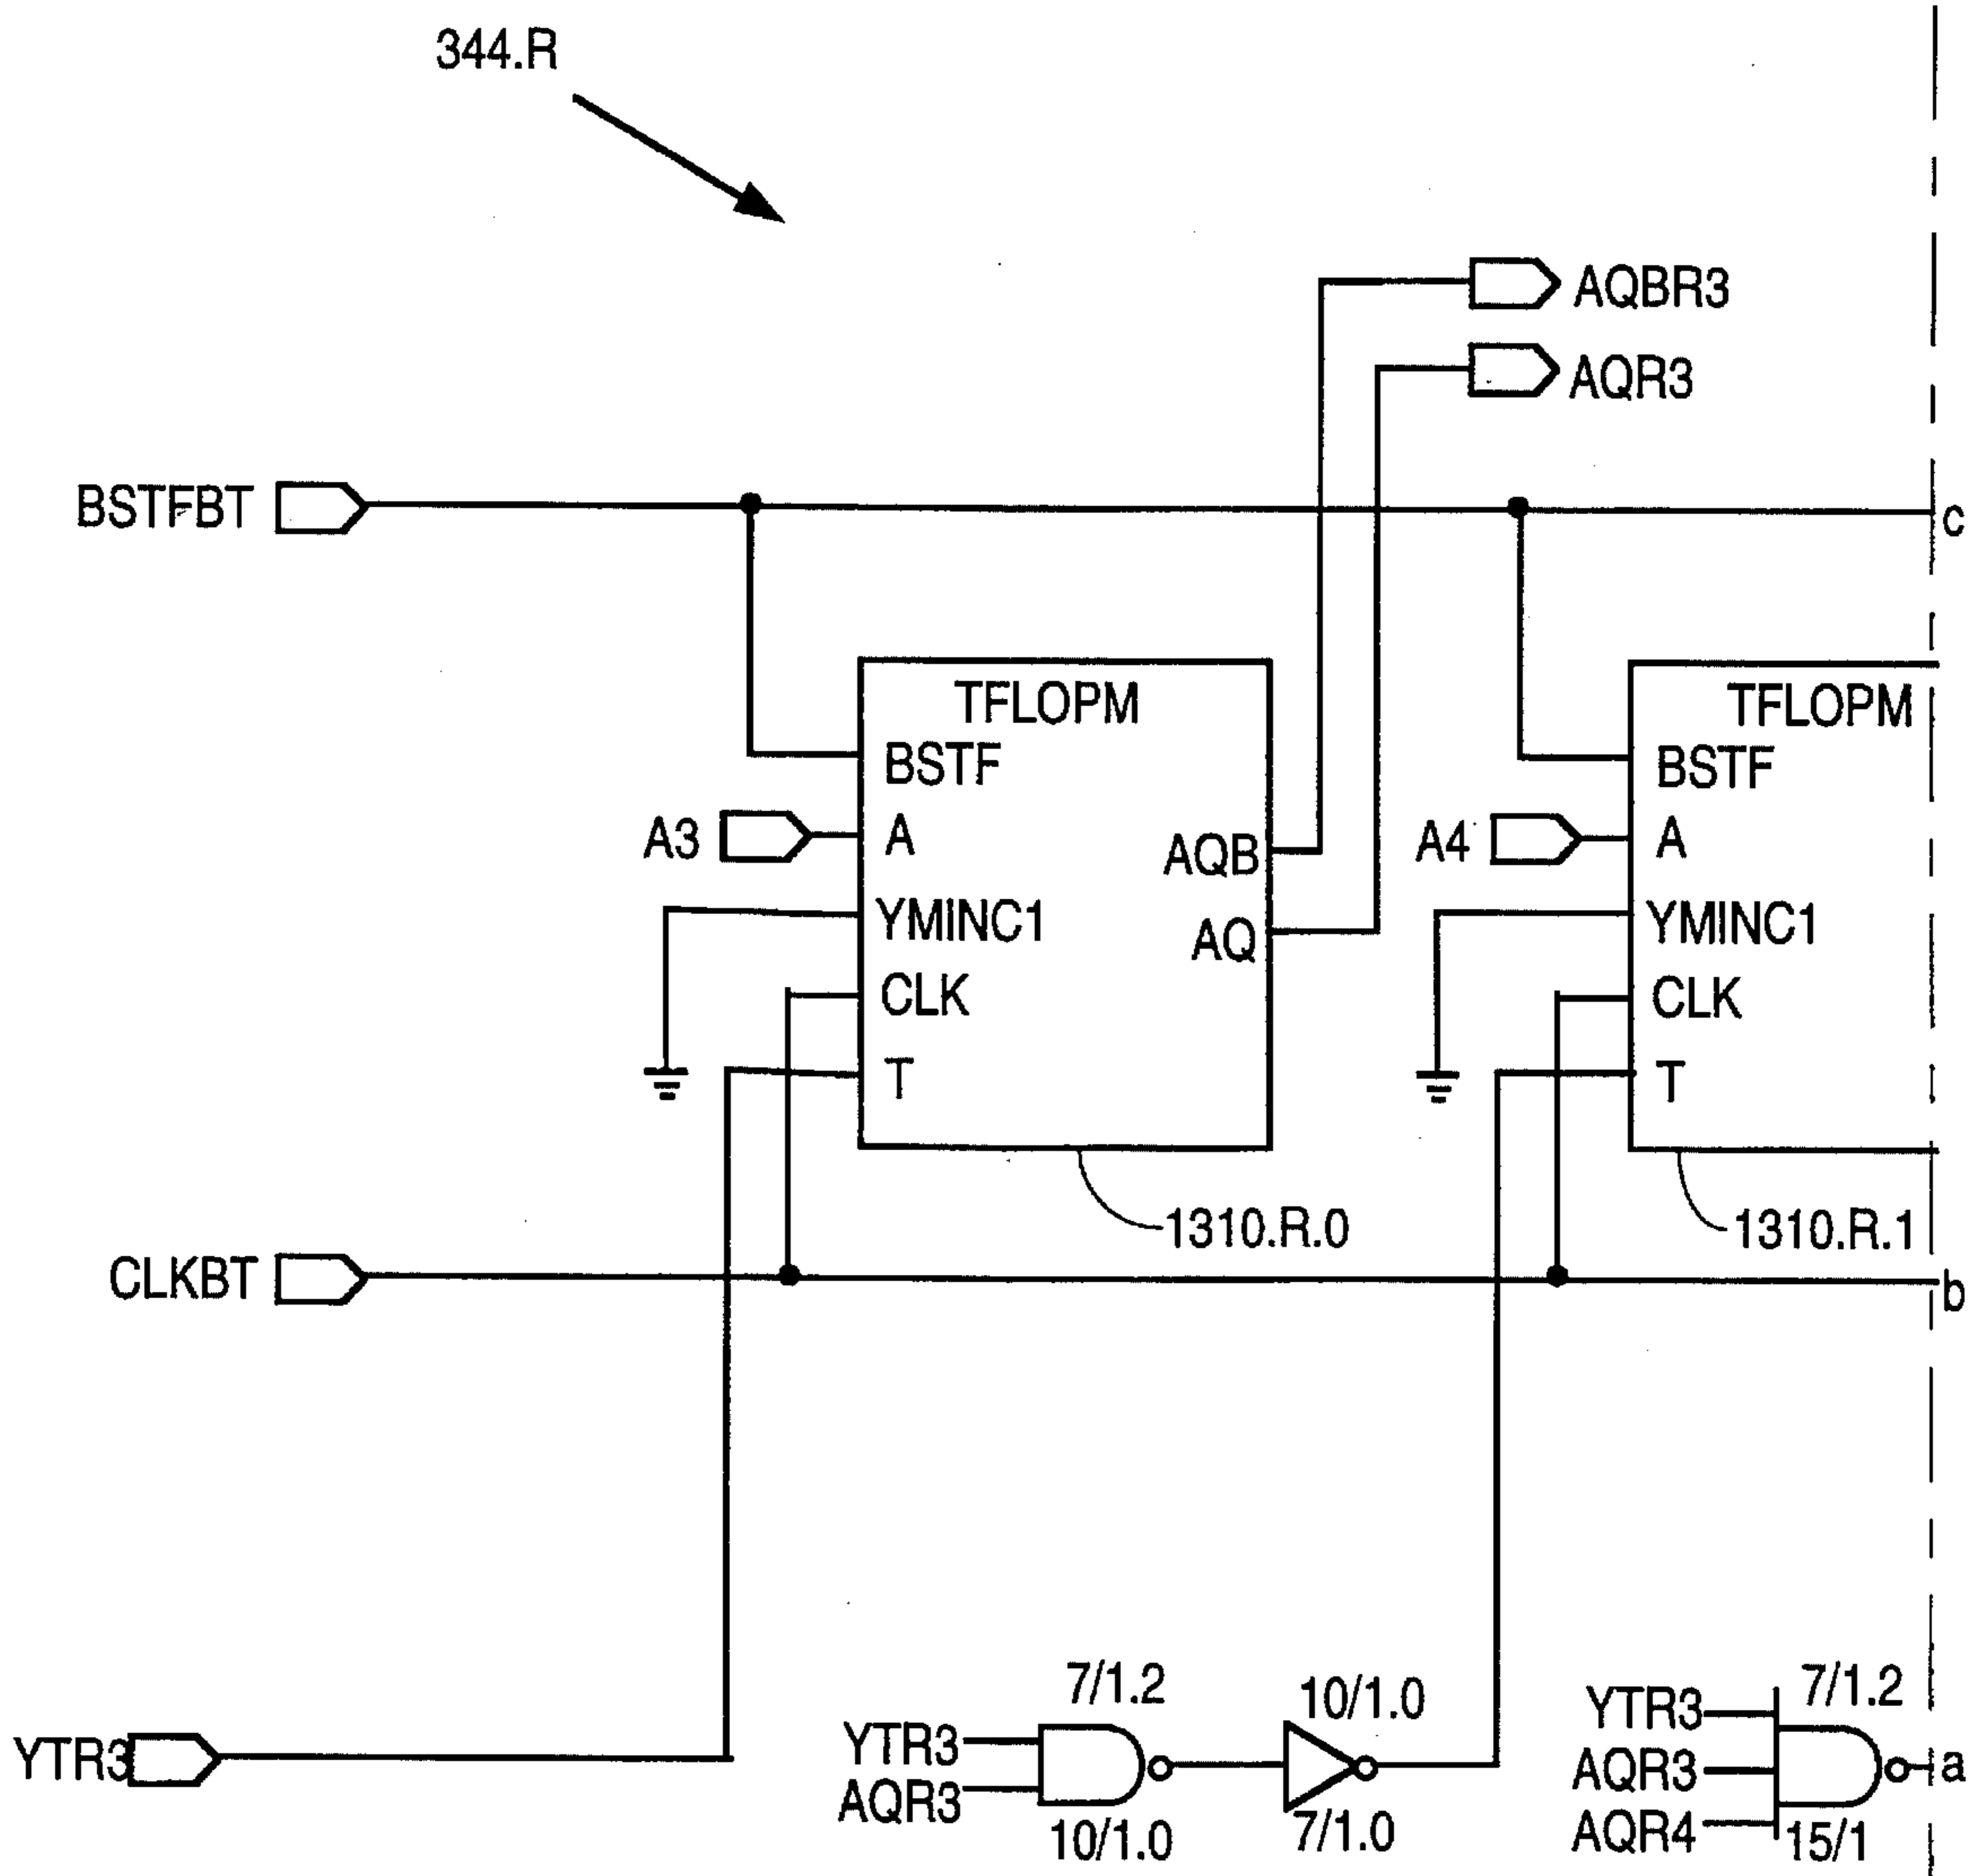 344.R
AQBR3
AQR3
BSTFBT
c
TFLOPM
BSTF
A3
A
AQB
YMINC1
AQ
CLK
T
1310.R.0
TFLOPM
BSTF
A4
A
YMINC1
CLK
T
1310.R.1
CLKBT
b
YTR3
YTR3
AQR3
7/1.2
10/1.0
10/1.0
7/1.0
YTR3
AQR3
AQR4
7/1.2
15/1
a